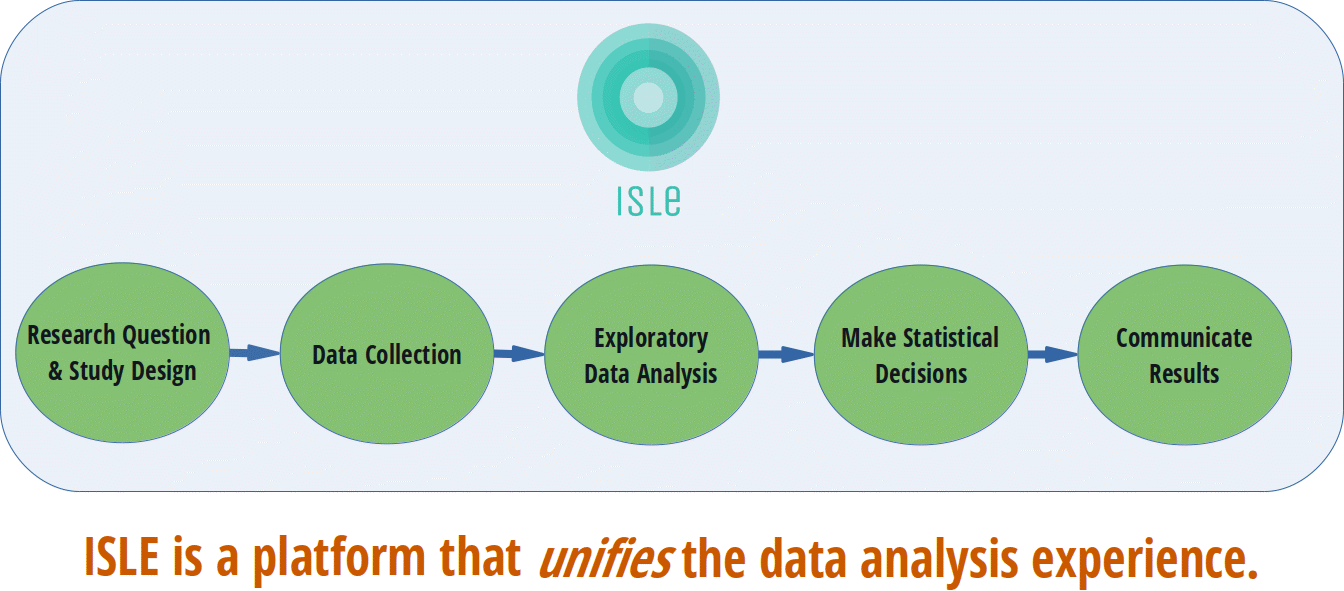 ISLE
Research Question
& Study Design
Data Collection
Exploratory
Data Analysis
Make Statistical
Decisions
Communicate
Results
ISLE is a platform that unifies the data analysis experience.